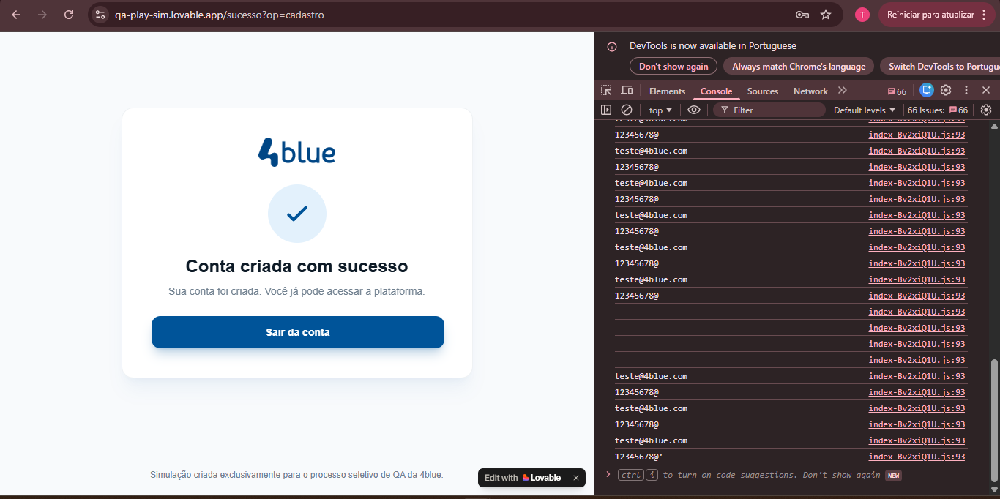 qa-play-sim.lovable.app/sucesso?op=cadastro
T
Reiniciar para atualizar
4blue
Conta criada com sucesso
Sua conta foi criada. Você já pode acessar a plataforma.
Sair da conta
Simulação criada exclusivamente para o processo seletivo de QA da 4blue.
Edit with Lovable
DevTools is now available in Portuguese
Don't show again Always match Chrome's language Switch DevTools to Portugu
Elements Console Sources Network 66
top Filter Default levels 66 Issues: 66
teste@4blue.com index-Bv2xiQ1U.js:93
12345678@ index-Bv2xiQ1U.js:93
teste@4blue.com index-Bv2xiQ1U.js:93
12345678@ index-Bv2xiQ1U.js:93
teste@4blue.com index-Bv2xiQ1U.js:93
12345678@ index-Bv2xiQ1U.js:93
teste@4blue.com index-Bv2xiQ1U.js:93
12345678@ index-Bv2xiQ1U.js:93
teste@4blue.com index-Bv2xiQ1U.js:93
12345678@ index-Bv2xiQ1U.js:93
teste@4blue.com index-Bv2xiQ1U.js:93
12345678@ index-Bv2xiQ1U.js:93
index-Bv2xiQ1U.js:93
index-Bv2xiQ1U.js:93
index-Bv2xiQ1U.js:93
index-Bv2xiQ1U.js:93
teste@4blue.com index-Bv2xiQ1U.js:93
12345678@ index-Bv2xiQ1U.js:93
teste@4blue.com index-Bv2xiQ1U.js:93
12345678@ index-Bv2xiQ1U.js:93
teste@4blue.com index-Bv2xiQ1U.js:93
12345678@' index-Bv2xiQ1U.js:93
ctrl i to turn on code suggestions. Don't show again NEW